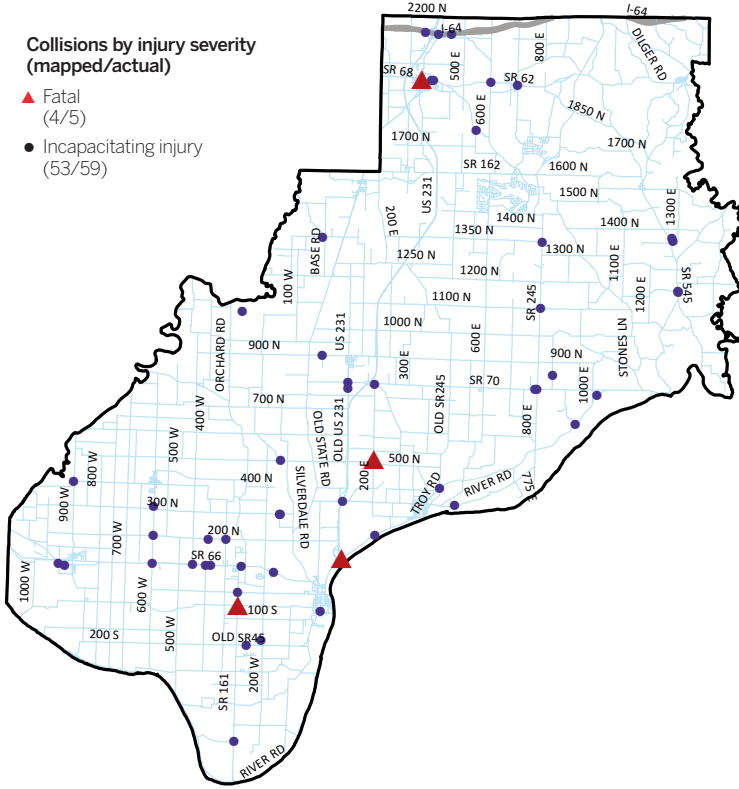 Collisions by injury severity
(mapped/actual)
Fatal
(4/5)
Incapacitating injury
(53/59)
2200 N
I-64
I-64
800 E
DILGER RD
500 E
SR 68
SR 62
600 E
1850 N
1700 N
1700 N
SR 162
1600 N
US 231
1500 N
200 E
1400 N
1400 N
1300 E
1350 N
BASE RD
1300 N
1250 N
1100 E
1200 N
100 W
1200 E
SR 545
1100 N
SR 245
1000 N
ORCHARD RD
US 231
600 E
STONES LN
900 N
900 N
300 E
SR 70
1000 E
700 N
400 W
OLD SR245
800 E
OLD US 231
OLD STATE RD
500 W
500 N
800 W
400 N
200 E
TROY RD
RIVER RD
775 E
900 W
300 N
SILVERDALE RD
700 W
200 N
SR 66
1000 W
600 W
100 S
200 S
500 W
OLD SR45
200 W
SR 161
RIVER RD